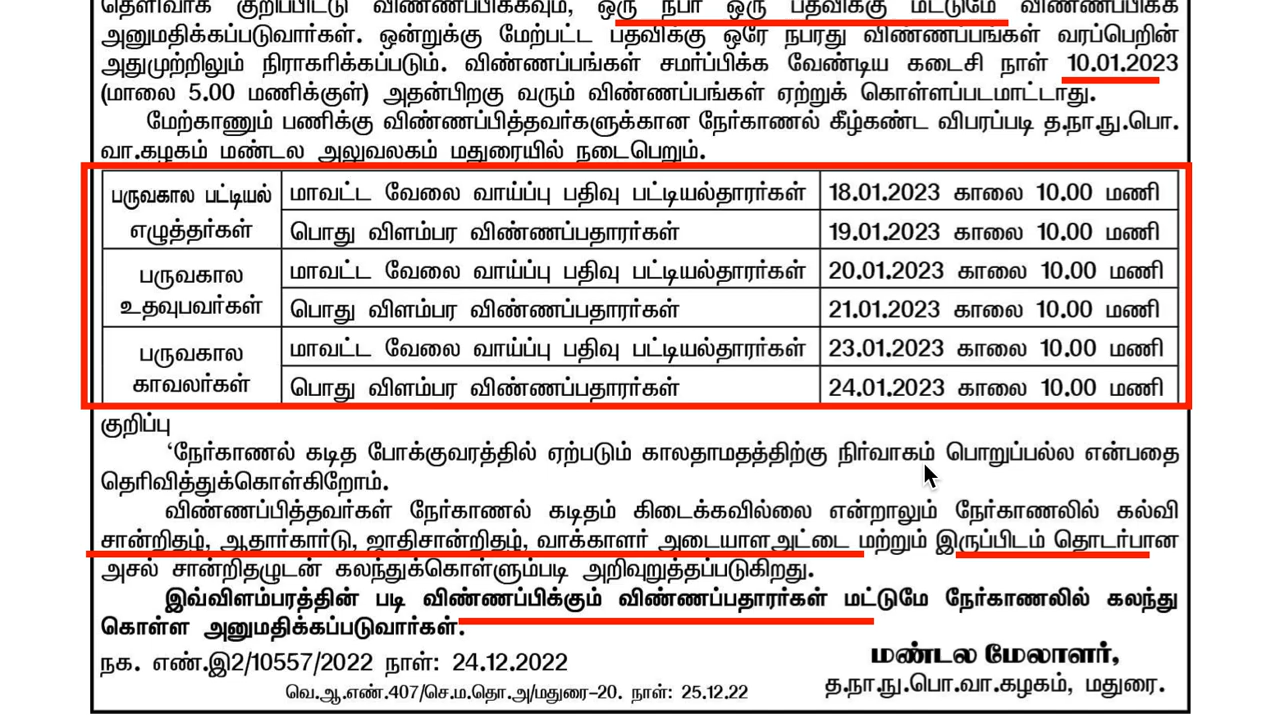 தெளிவாக குறிப்பிட்டு விண்ணப்பிக்கவும், ஒரு நபர் ஒரு பதவிக்கு மட்டுமே விண்ணப்பிக்க
அனுமதிக்கப்படுவார்கள். ஒன்றுக்கு மேற்பட்ட பதவிக்கு ஒரே நபரது விண்ணப்பங்கள் வரப்பெறின்
அதுமுற்றிலும் நிராகரிக்கப்படும். விண்ணப்பங்கள் சமர்ப்பிக்க வேண்டிய கடைசி நாள் 10.01.2023
(மாலை 5.00 மணிக்குள்) அதன்பிறகு வரும் விண்ணப்பங்கள் ஏற்றுக் கொள்ளப்படமாட்டாது.
மேற்காணும் பணிக்கு விண்ணப்பித்தவர்களுக்கான நேர்காணல் கீழ்கண்ட விபரப்படி த.நா.நு.பொ.
வா.கழகம் மண்டல அலுவலகம் மதுரையில் நடைபெறும்.
பருவகால பட்டியல் எழுத்தர்கள் மாவட்ட வேலை வாய்ப்பு பதிவு பட்டியல்தாரர்கள் 18.01.2023 காலை 10.00 மணி
பொது விளம்பர விண்ணப்பதாரர்கள் 19.01.2023 காலை 10.00 மணி
பருவகால உதவுபவர்கள் மாவட்ட வேலை வாய்ப்பு பதிவு பட்டியல்தாரர்கள் 20.01.2023 காலை 10.00 மணி
பொது விளம்பர விண்ணப்பதாரர்கள் 21.01.2023 காலை 10.00 மணி
பருவகால காவலர்கள் மாவட்ட வேலை வாய்ப்பு பதிவு பட்டியல்தாரர்கள் 23.01.2023 காலை 10.00 மணி
பொது விளம்பர விண்ணப்பதாரர்கள் 24.01.2023 காலை 10.00 மணி
குறிப்பு
‘நேர்காணல் கடித போக்குவரத்தில் ஏற்படும் காலதாமதத்திற்கு நிர்வாகம் பொறுப்பல்ல என்பதை
தெரிவித்துக்கொள்கிறோம்.
விண்ணப்பித்தவர்கள் நேர்காணல் கடிதம் கிடைக்கவில்லை என்றாலும் நேர்காணலில் கல்வி
சான்றிதழ், ஆதார்கார்டு, ஜாதிசான்றிதழ், வாக்காளர் அடையாளஅட்டை மற்றும் இருப்பிடம் தொடர்பான
அசல் சான்றிதழுடன் கலந்துக்கொள்ளும்படி அறிவுறுத்தப்படுகிறது.
இவ்விளம்பரத்தின் படி விண்ணப்பிக்கும் விண்ணப்பதாரர்கள் மட்டுமே நேர்காணலில் கலந்து
கொள்ள அனுமதிக்கப்படுவார்கள்.
நக. எண்.இ2/10557/2022 நாள்: 24.12.2022
மண்டல மேலாளர்,
வெ.ஆ.எண்.407/செ.ம.தொ.அ/மதுரை-20. நாள்: 25.12.22
த.நா.நு.பொ.வா.கழகம், மதுரை.